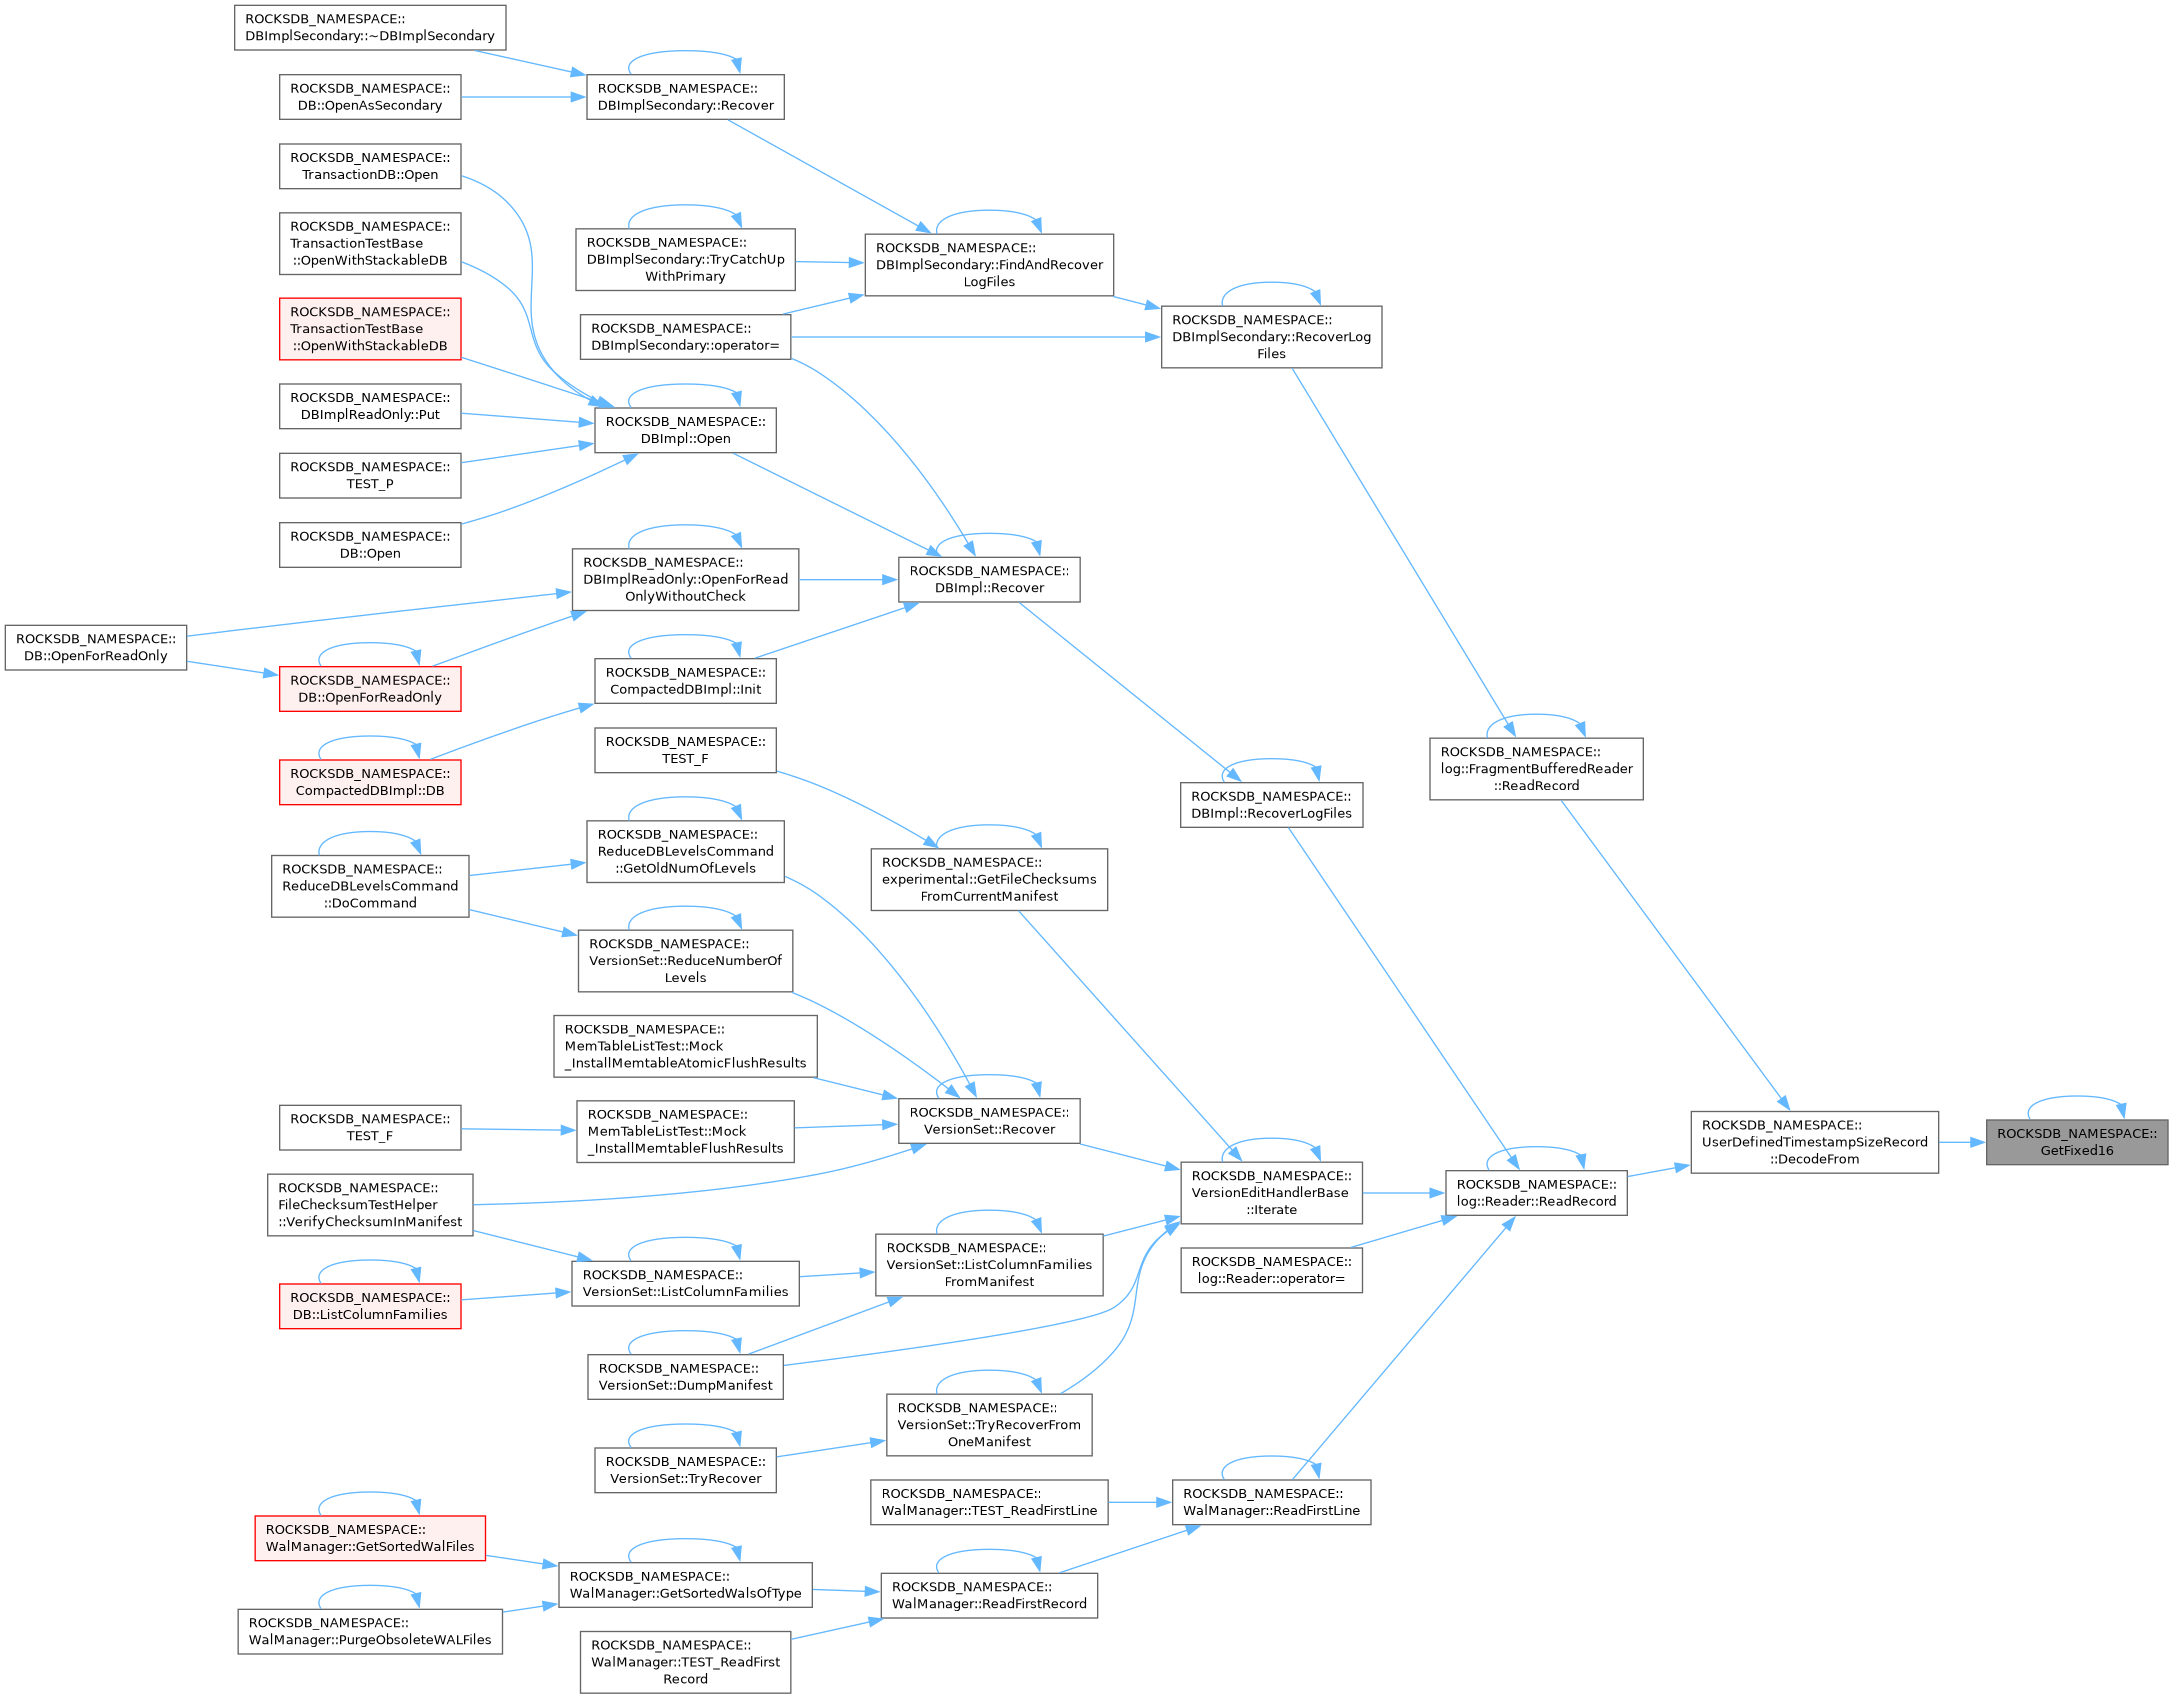 ROCKSDB_NAMESPACE::
DBImplSecondary::~DBImplSecondary
ROCKSDB_NAMESPACE::
DB::OpenAsSecondary
ROCKSDB_NAMESPACE::
TransactionDB::Open
ROCKSDB_NAMESPACE::
TransactionTestBase
::OpenWithStackableDB
ROCKSDB_NAMESPACE::
TransactionTestBase
::OpenWithStackableDB
ROCKSDB_NAMESPACE::
DBImplReadOnly::Put
ROCKSDB_NAMESPACE::
TEST_P
ROCKSDB_NAMESPACE::
DB::Open
ROCKSDB_NAMESPACE::
DB::OpenForReadOnly
ROCKSDB_NAMESPACE::
DB::OpenForReadOnly
ROCKSDB_NAMESPACE::
CompactedDBImpl::DB
ROCKSDB_NAMESPACE::
ReduceDBLevelsCommand
::DoCommand
ROCKSDB_NAMESPACE::
TEST_F
ROCKSDB_NAMESPACE::
FileChecksumTestHelper
::VerifyChecksumInManifest
ROCKSDB_NAMESPACE::
DB::ListColumnFamilies
ROCKSDB_NAMESPACE::
WalManager::GetSortedWalFiles
ROCKSDB_NAMESPACE::
WalManager::PurgeObsoleteWALFiles
ROCKSDB_NAMESPACE::
DBImplSecondary::Recover
ROCKSDB_NAMESPACE::
DBImplSecondary::TryCatchUp
WithPrimary
ROCKSDB_NAMESPACE::
DBImplSecondary::operator=
ROCKSDB_NAMESPACE::
DBImpl::Open
ROCKSDB_NAMESPACE::
DBImplReadOnly::OpenForRead
OnlyWithoutCheck
ROCKSDB_NAMESPACE::
CompactedDBImpl::Init
ROCKSDB_NAMESPACE::
TEST_F
ROCKSDB_NAMESPACE::
ReduceDBLevelsCommand
::GetOldNumOfLevels
ROCKSDB_NAMESPACE::
VersionSet::ReduceNumberOf
Levels
ROCKSDB_NAMESPACE::
MemTableListTest::Mock
_InstallMemtableAtomicFlushResults
ROCKSDB_NAMESPACE::
MemTableListTest::Mock
_InstallMemtableFlushResults
ROCKSDB_NAMESPACE::
VersionSet::ListColumnFamilies
ROCKSDB_NAMESPACE::
VersionSet::DumpManifest
ROCKSDB_NAMESPACE::
VersionSet::TryRecover
ROCKSDB_NAMESPACE::
WalManager::GetSortedWalsOfType
ROCKSDB_NAMESPACE::
WalManager::TEST_ReadFirst
Record
ROCKSDB_NAMESPACE::
DBImplSecondary::FindAndRecover
LogFiles
ROCKSDB_NAMESPACE::
DBImpl::Recover
ROCKSDB_NAMESPACE::
experimental::GetFileChecksums
FromCurrentManifest
ROCKSDB_NAMESPACE::
VersionSet::Recover
ROCKSDB_NAMESPACE::
VersionSet::ListColumnFamilies
FromManifest
ROCKSDB_NAMESPACE::
VersionSet::TryRecoverFrom
OneManifest
ROCKSDB_NAMESPACE::
WalManager::TEST_ReadFirstLine
ROCKSDB_NAMESPACE::
WalManager::ReadFirstRecord
ROCKSDB_NAMESPACE::
DBImplSecondary::RecoverLog
Files
ROCKSDB_NAMESPACE::
DBImpl::RecoverLogFiles
ROCKSDB_NAMESPACE::
VersionEditHandlerBase
::Iterate
ROCKSDB_NAMESPACE::
log::Reader::operator=
ROCKSDB_NAMESPACE::
WalManager::ReadFirstLine
ROCKSDB_NAMESPACE::
log::FragmentBufferedReader
::ReadRecord
ROCKSDB_NAMESPACE::
log::Reader::ReadRecord
ROCKSDB_NAMESPACE::
UserDefinedTimestampSizeRecord
::DecodeFrom
ROCKSDB_NAMESPACE::
GetFixed16